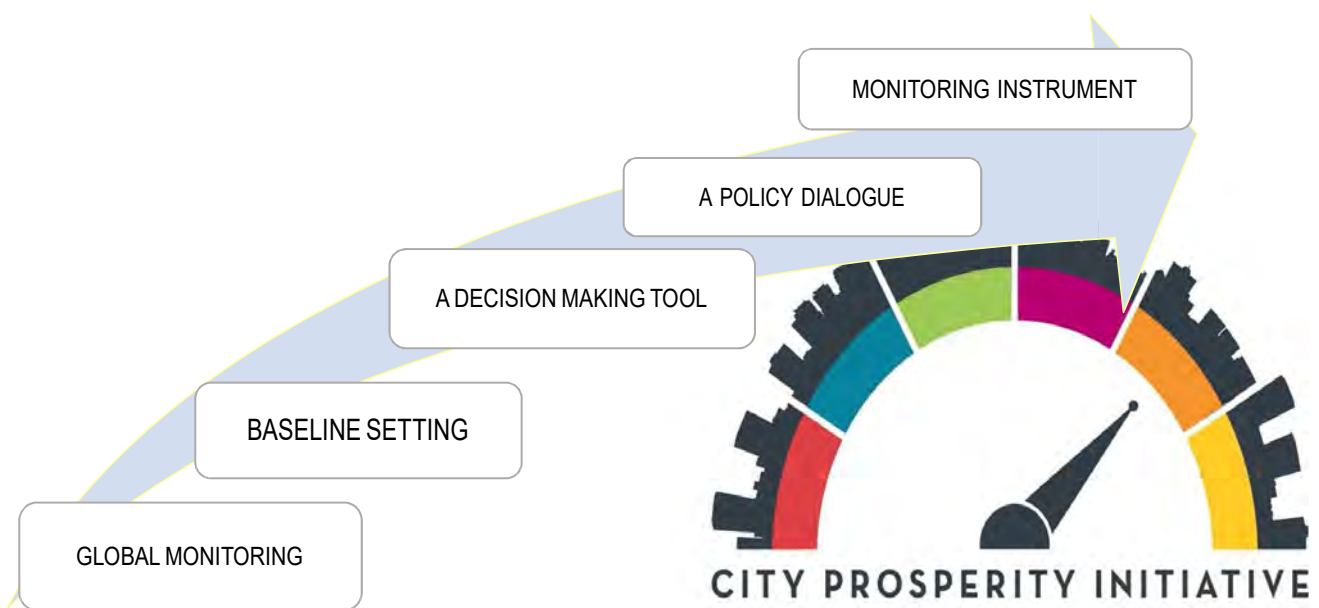 MONITORING INSTRUMENT
A POLICY DIALOGUE
A DECISION MAKING TOOL
BASELINE SETTING
GLOBAL MONITORING
CITY PROSPERITY INITIATIVE